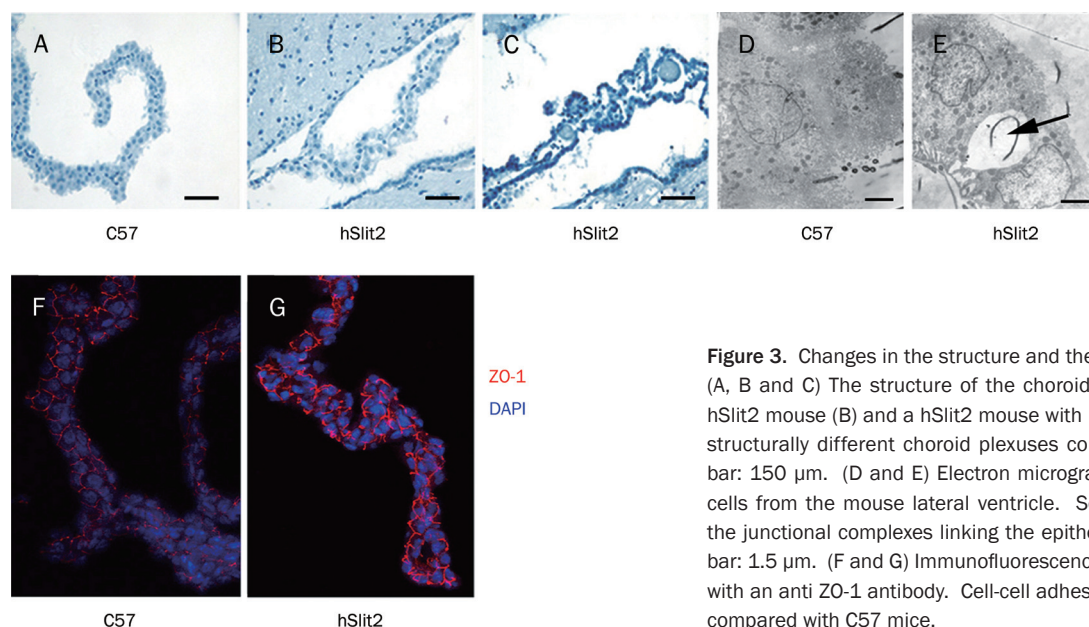 A
B
C
D
E
C57
hSlit2
hSlit2
C57
hSlit2
F
G
ZO-1
DAPI
C57
hSlit2
Figure 3. Changes in the structure and the
(A, B and C) The structure of the choroid
hSlit2 mouse (B) and a hSlit2 mouse with
structurally different choroid plexuses co
bar: 150 μm. (D and E) Electron microgra
cells from the mouse lateral ventricle. S
the junctional complexes linking the epithe
bar: 1.5 μm. (F and G) Immunofluorescenc
with an anti ZO-1 antibody. Cell-cell adhes
compared with C57 mice.